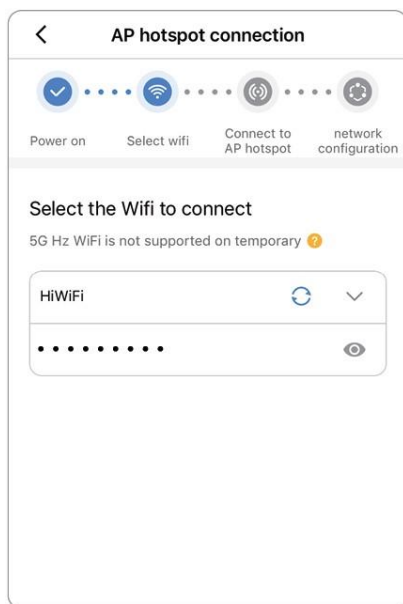 AP hotspot connection
Power on
Select wifi
Connect to
AP hotspot
network
configuration
Select the Wifi to connect
5G Hz WiFi is not supported on temporary ?
HiWiFi
•••••••••